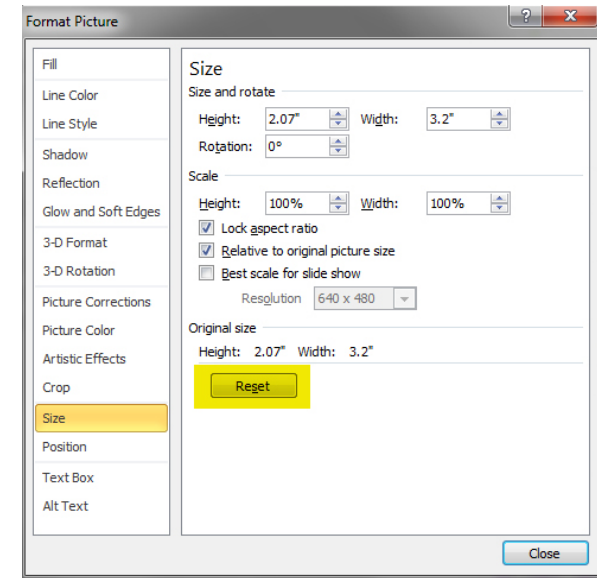 Format Picture
?
X
Fill
Line Color
Line Style
Shadow
Reflection
Glow and Soft Edges
3-D Format
3-D Rotation
Picture Corrections
Picture Color
Artistic Effects
Crop
Size
Position
Text Box
Alt Text
Size
Size and rotate
Height: 2.07" Width: 3.2"
Rotation: 0°
Scale
Height: 100% Width: 100%
Lock aspect ratio
Relative to original picture size
Best scale for slide show
Resolution 640 x 480
Original size
Height: 2.07" Width: 3.2"
Reset
Close